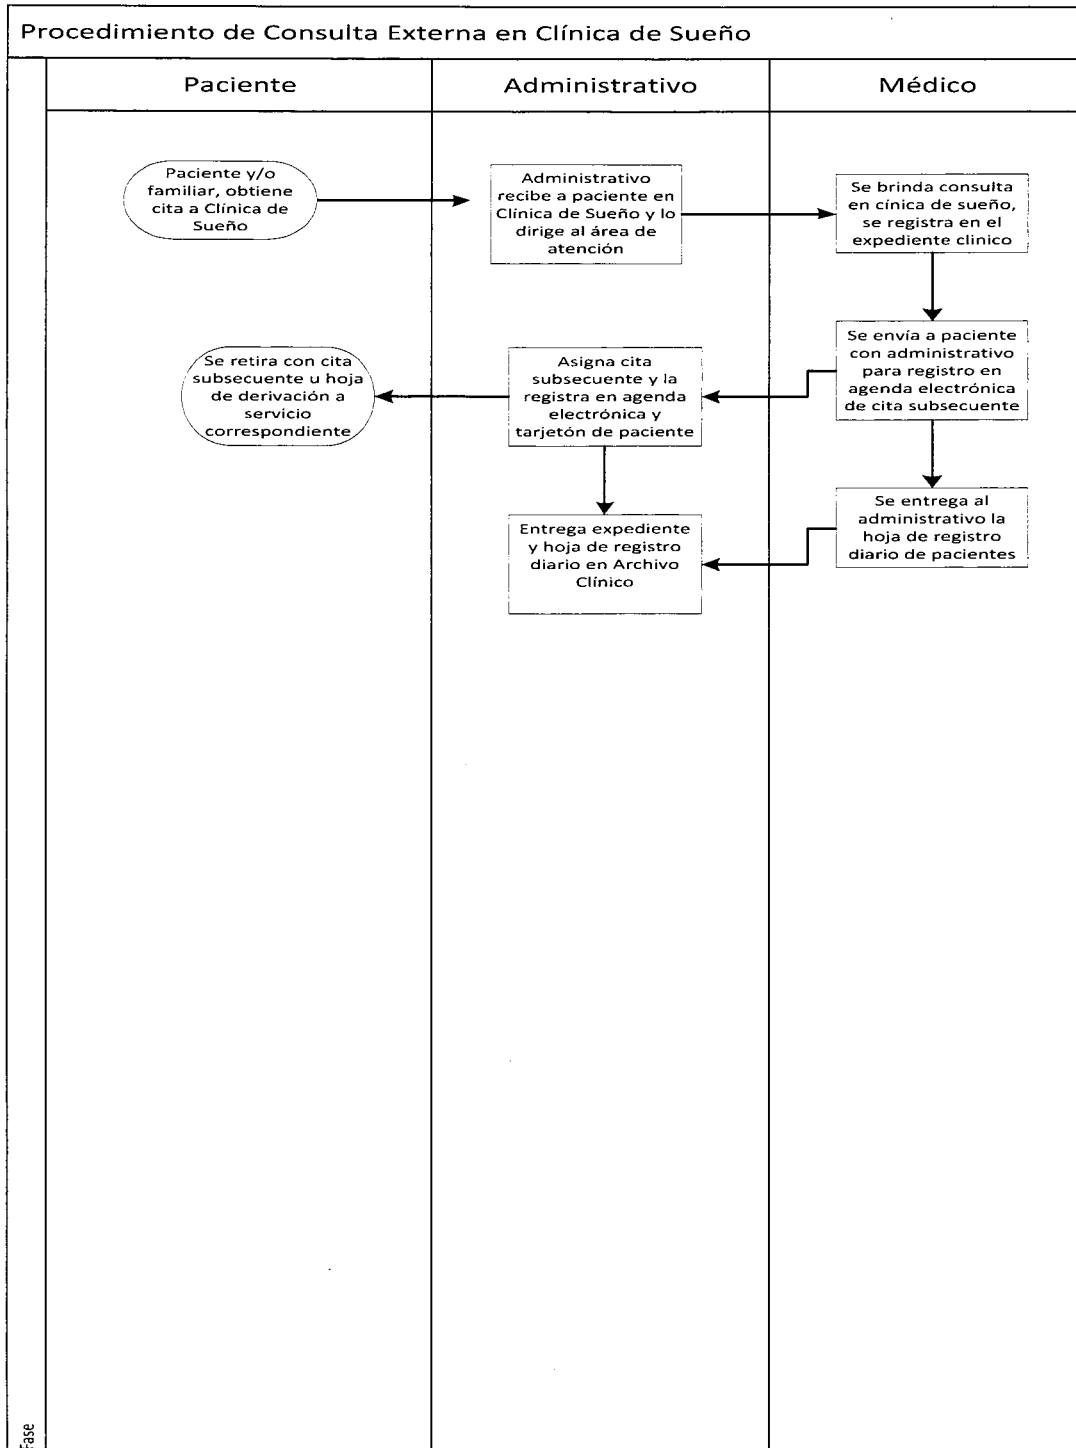 Procedimiento de Consulta Externa en Clínica de Sueño
Paciente
Administrativo
Médico
Paciente y/o
familiar, obtiene
cita a Clínica de
Sueño
Administrativo
recibe a paciente en
Clínica de Sueño y lo
dirige al área de
atención
Se brinda consulta
en cínica de sueño,
se registra en el
expediente clinico
Se retira con cita
subsecuente u hoja
de derivación a
servicio
correspondiente
Asigna cita
subsecuente y la
registra en agenda
electrónica y
tarjetón de paciente
Se envía a paciente
con administrativo
para registro en
agenda electrónica
de cita subsecuente
Entrega expediente
y hoja de registro
diario en Archivo
Clínico
Se entrega al
administrativo la
hoja de registro
diario de pacientes
Fase